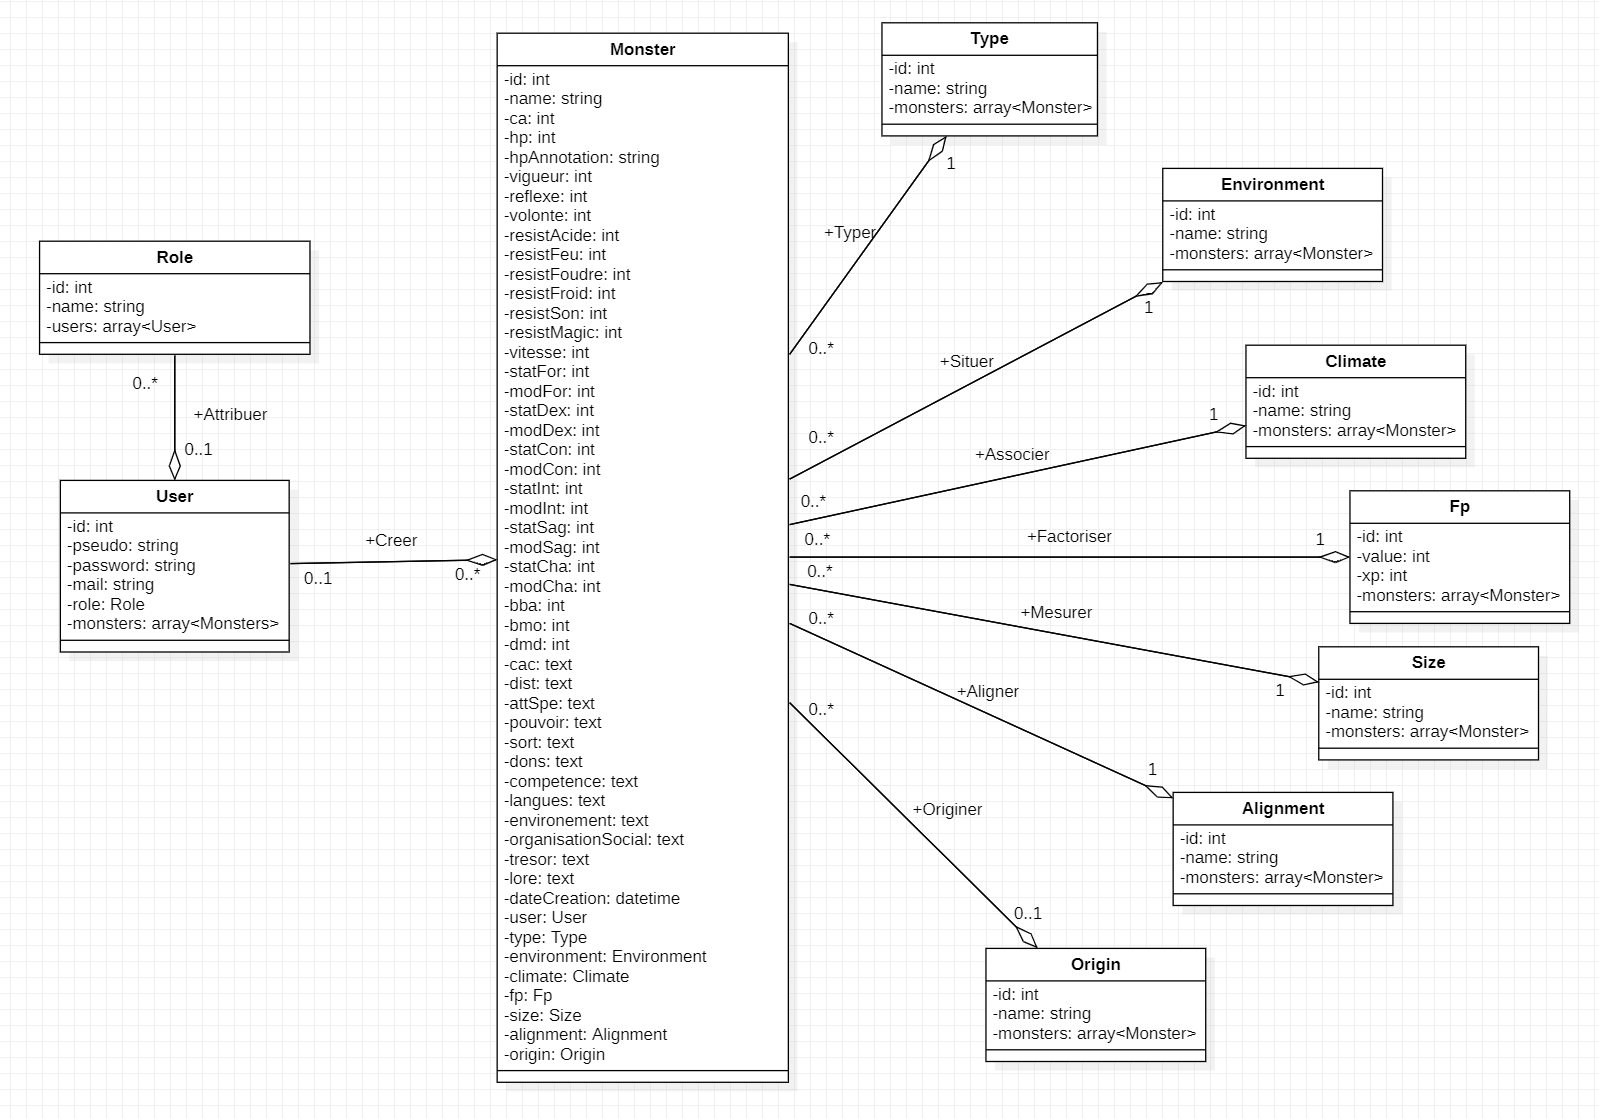 Role
-id: int
-name: string
-users: array<User>
0..*
+Attribuer
0..1
User
-id: int
-pseudo: string
-password: string
-mail: string
-role: Role
-monsters: array<Monsters>
+Creer
0..1
0..*
Monster
-id: int
-name: string
-ca: int
-hp: int
-hpAnnotation: string
-vigueur: int
-reflexe: int
-volonte: int
-resistAcide: int
-resistFeu: int
-resistFoudre: int
-resistFroid: int
-resistSon: int
-resistMagic: int
-vitesse: int
-statFor: int
-modFor: int
-statDex: int
-modDex: int
-statCon: int
-modCon: int
-statInt: int
-modInt: int
-statSag: int
-modSag: int
-statCha: int
-modCha: int
-bba: int
-bmo: int
-dmd: int
-cac: text
-dist: text
-attSpe: text
-pouvoir: text
-sort: text
-dons: text
-competence: text
-langues: text
-environement: text
-organisationSocial: text
-tresor: text
-lore: text
-dateCreation: datetime
-user: User
-type: Type
-environment: Environment
-climate: Climate
-fp: Fp
-size: Size
-alignment: Alignment
-origin: Origin
Type
-id: int
-name: string
-monsters: array<Monster>
1
+Typer
0..*
Environment
-id: int
-name: string
-monsters: array<Monster>
1
+Situer
0..*
Climate
-id: int
-name: string
-monsters: array<Monster>
1
+Associer
0..*
Fp
-id: int
-value: int
-xp: int
-monsters: array<Monster>
1
+Factoriser
0..*
Size
-id: int
-name: string
-monsters: array<Monster>
1
+Mesurer
0..*
Alignment
-id: int
-name: string
-monsters: array<Monster>
1
+Aligner
0..*
Origin
-id: int
-name: string
-monsters: array<Monster>
0..1
+Originer
0..*